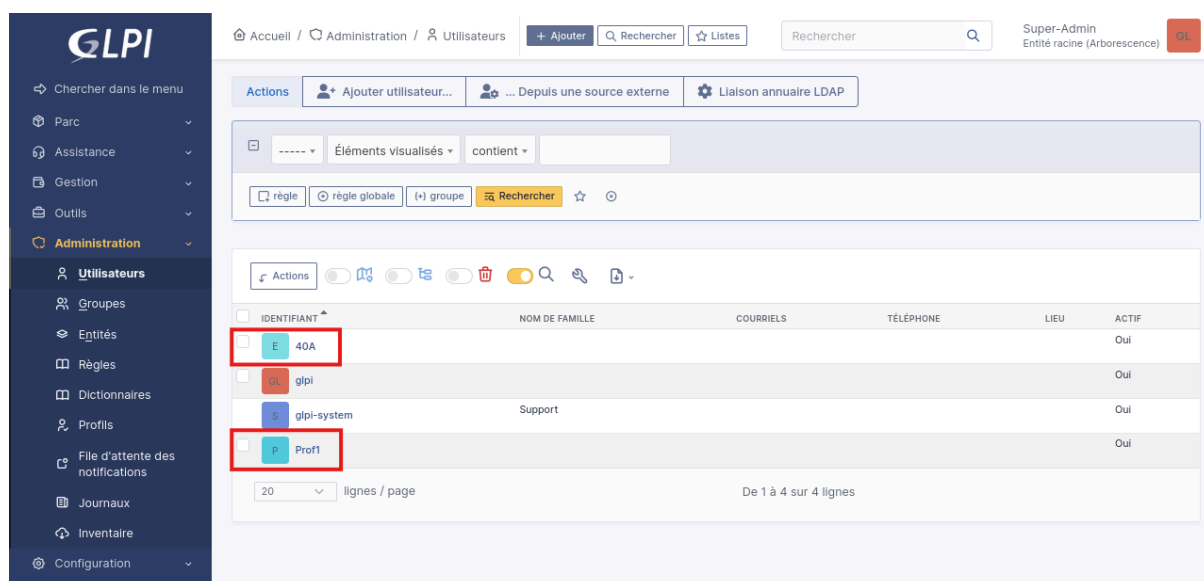 GLPI
Accueil / Administration / Utilisateurs
+ Ajouter
Rechercher
Listes
Rechercher
Super-Admin
Entité racine (Arborescence)
GL
Chercher dans le menu
Parc
Assistance
Gestion
Outils
Administration
Utilisateurs
Groupes
Entités
Règles
Dictionnaires
Profils
File d'attente des
notifications
Journaux
Inventaire
Configuration
Actions
Ajouter utilisateur...
... Depuis une source externe
Liaison annuaire LDAP
-----
Éléments visualisés
contient
règle
règle globale
(+) groupe
Rechercher
Actions
IDENTIFIANT NOM DE FAMILLE COURRIELS TÉLÉPHONE LIEU ACTIF
E 40A Oui
GL glpi Oui
S glpi-system Support Oui
P Prof1 Oui
20 lignes / page De 1 à 4 sur 4 lignes